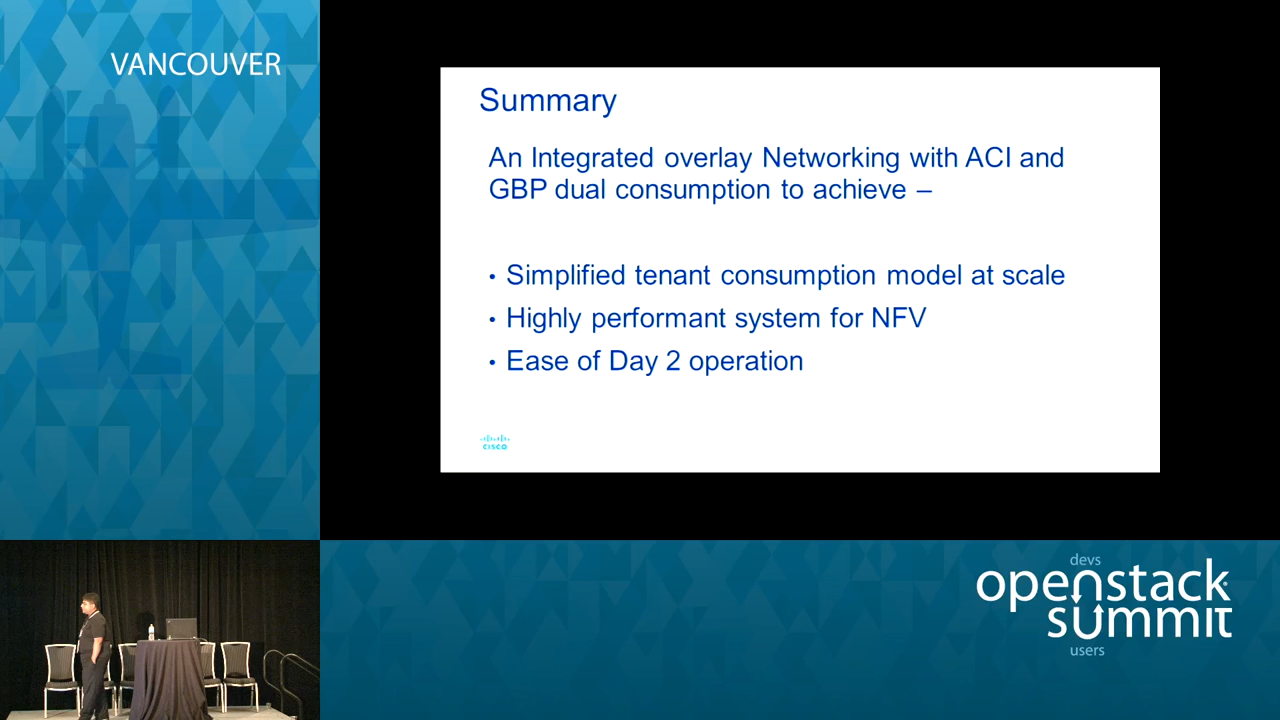 VANCOUVER
Summary
An Integrated overlay Networking with ACI and
GBP dual consumption to achieve –
• Simplified tenant consumption model at scale
• Highly performant system for NFV
• Ease of Day 2 operation
cisco
devs
openstack
summit
users